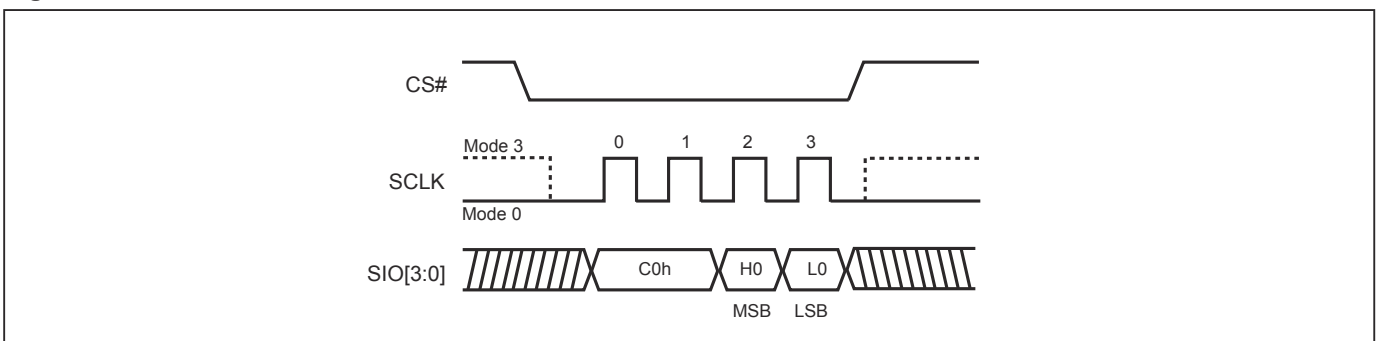 CS#
Mode 3 0 1 2 3
SCLK
Mode 0
SIO[3:0] C0h H0 L0
MSB LSB